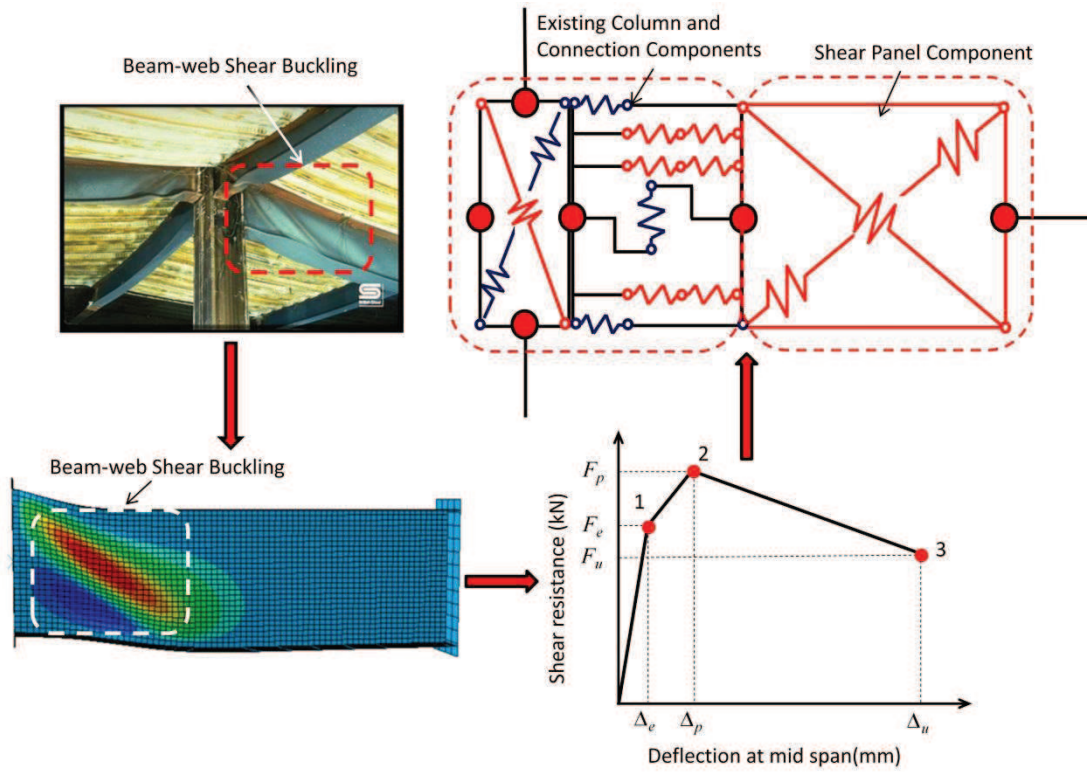 Beam-web Shear Buckling
Existing Column and
Connection Components
Shear Panel Component
Beam-web Shear Buckling
Shear resistance (kN)
F_p
F_e
F_u
1
2
3
Δ_e
Δ_p
Δ_u
Deflection at mid span(mm)